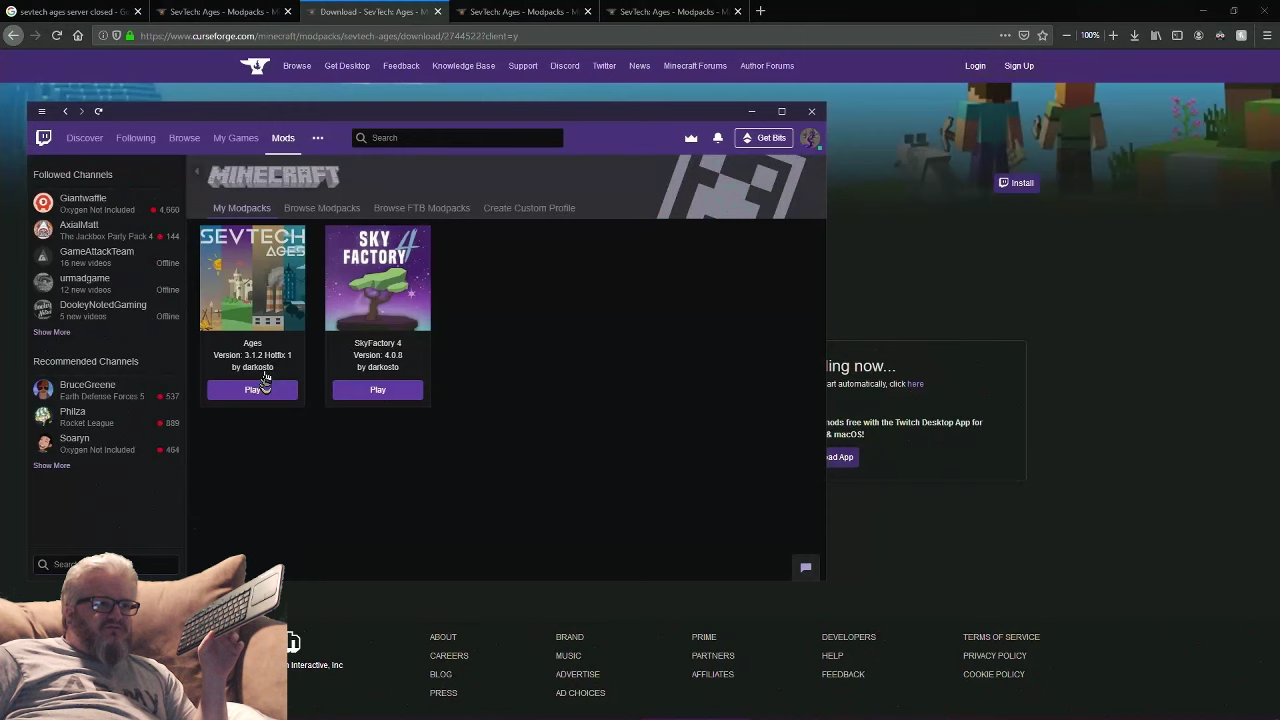 sevtech ages server closed - G
SevTech: Ages - Modpacks - M
Download - SevTech: Ages - M
SevTech: Ages - Modpacks - M
SevTech: Ages - Modpacks - M
https://www.curseforge.com/minecraft/modpacks/sevtech-ages/download/2744522?client=y
100%
Browse Get Desktop Feedback Knowledge Base Support Discord Twitter News Minecraft Forums Author Forums
Login Sign Up
Discover Following Browse My Games Mods
Search
Get Bits
Install
Followed Channels
Giantwaffle
Oxygen Not Included 4,660
AxialMatt
The Jackbox Party Pack 4 144
GameAttackTeam
16 new videos Offline
urmadgame
12 new videos Offline
DooleyNotedGaming
5 new videos Offline
Show More
Recommended Channels
BruceGreene
Earth Defense Forces 5 537
Philza
Rocket League 889
Soaryn
Oxygen Not Included 464
Show More
Sear
MINECRAFT
My Modpacks Browse Modpacks Browse FTB Modpacks Create Custom Profile
SEVTECH
AGES
Ages
Version: 3.1.2 Hotfix 1
by darkosto
Play
SKY
FACTORY 4
SkyFactory 4
Version: 4.0.8
by darkosto
Play
ling now...
art automatically, click here
mods free with the Twitch Desktop App for
& macOS!
ad App
n Interactive, Inc
ABOUT
CAREERS
BLOG
PRESS
BRAND
MUSIC
ADVERTISE
AD CHOICES
PRIME
PARTNERS
AFFILIATES
DEVELOPERS
HELP
FEEDBACK
TERMS OF SERVICE
PRIVACY POLICY
COOKIE POLICY